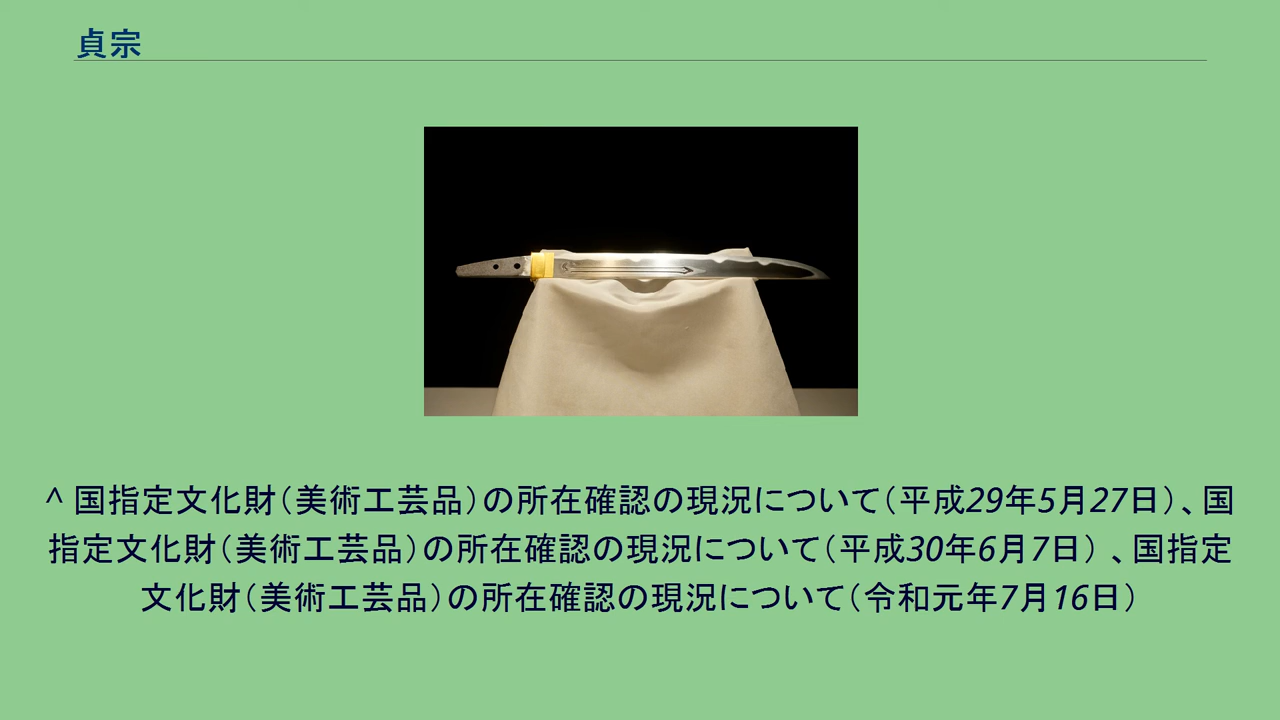 貞宗
^ 国指定文化財（美術工芸品）の所在確認の現況について（平成29年5月27日）、国
指定文化財（美術工芸品）の所在確認の現況について（平成30年6月7日） 、国指定
文化財（美術工芸品）の所在確認の現況について（令和元年7月16日）